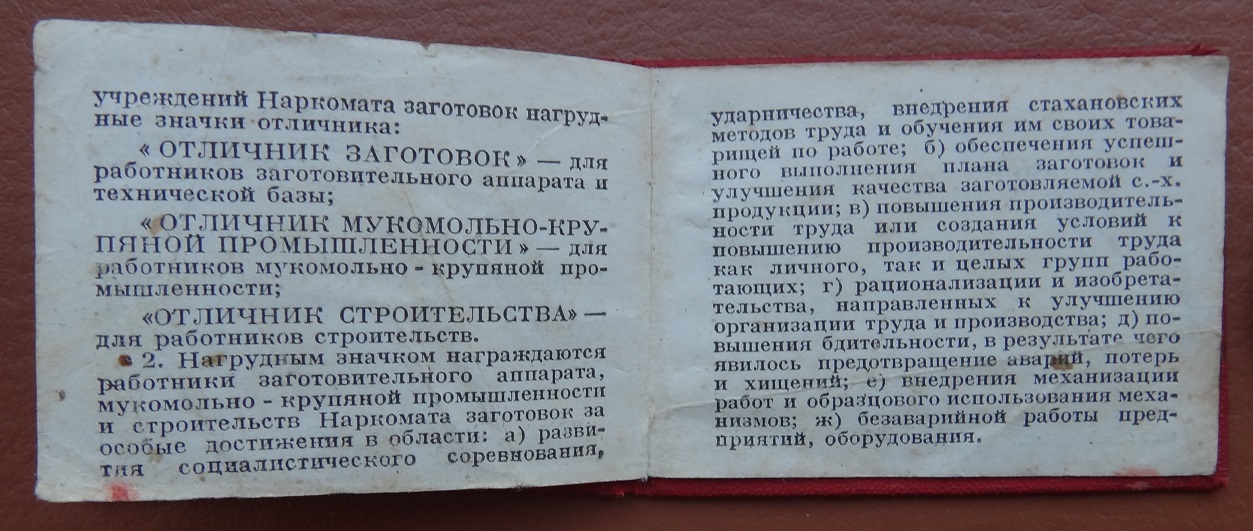 учреждений Наркомата заготовок нагруд-
ные значки отличника:
«ОТЛИЧНИК ЗАГОТОВОК» — для
работников заготовительного аппарата и
технической базы;
«ОТЛИЧНИК МУКОМОЛЬНО-КРУ-
ПЯНОЙ ПРОМЫШЛЕННОСТИ» — для
работников мукомольно - крупяной про-
мышленности;
«ОТЛИЧНИК СТРОИТЕЛЬСТВА» —
для работников строительств.
2. Нагрудным значком награждаются
работники заготовительного аппарата,
мукомольно - крупяной промышленности
и строительств Наркомата заготовок за
особые достижения в области: а) разви-
тия социалистического соревнования,
ударничества, внедрения стахановских
методов труда и обучения им своих това-
рищей по работе; б) обеспечения успеш-
ного выполнения плана заготовок и
улучшения качества заготовляемой с.-х.
продукции; в) повышения производитель-
ности труда или создания условий к
повышению производительности труда
как личного, так и целых групп рабо-
тающих; г) рационализации и изобрета-
тельства, направленных к улучшению
организации труда и производства; д) по-
вышения бдительности, в результате чего
явилось предотвращение аварий, потерь
и хищений; е) внедрения механизации
работ и образцового использования меха-
низмов; ж) безаварийной работы пред-
приятий, оборудования.